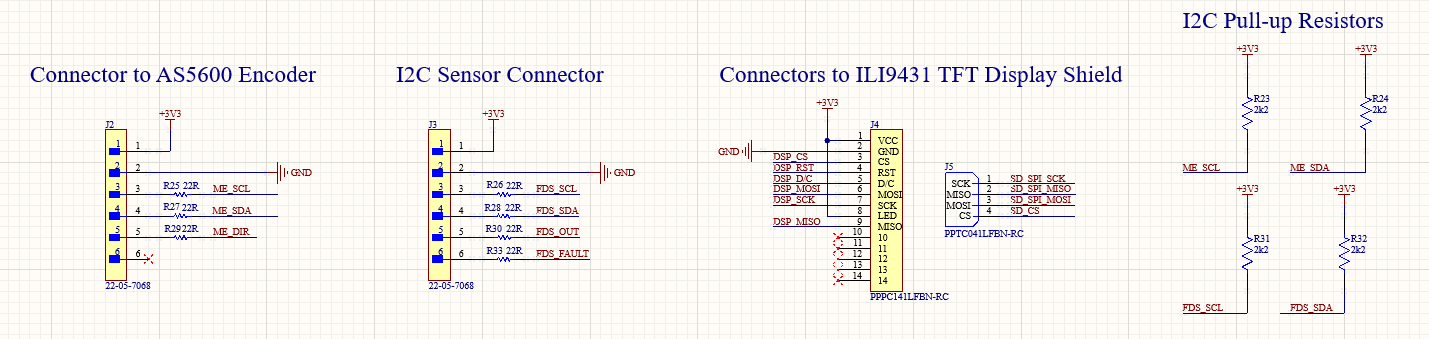 I2C Pull-up Resistors
Connector to AS5600 Encoder
I2C Sensor Connector
Connectors to ILI9431 TFT Display Shield
J2
+3V3
1 1
2 2 GND
3 3 R25 22R ME_SCL
4 4 R27 22R ME_SDA
5 5 R29 22R ME_DIR
6 6
22-05-7068
J3
+3V3
1 1
2 2 GND
3 3 R26 22R FDS_SCL
4 4 R28 22R FDS_SDA
5 5 R30 22R FDS_OUT
6 6 R33 22R FDS_FAULT
22-05-7068
+3V3
J4
1 VCC
GND 2 GND
DSP_CS 3 CS
DSP_RST 4 RST
DSP_D/C 5 D/C
DSP_MOSI 6 MOSI
DSP_SCK 7 SCK
8 LED
DSP_MISO 9 MISO
10 10
11 11
12 12
13 13
14 14
PPPC141LFBN-RC
J5
SCK 1 SD_SPI_SCK
MISO 2 SD_SPI_MISO
MOSI 3 SD_SPI_MOSI
CS 4 SD_CS
PPTC041LFBN-RC
+3V3
R23
2k2
ME_SCL
+3V3
R24
2k2
ME_SDA
+3V3
R31
2k2
FDS_SCL
+3V3
R32
2k2
FDS_SDA